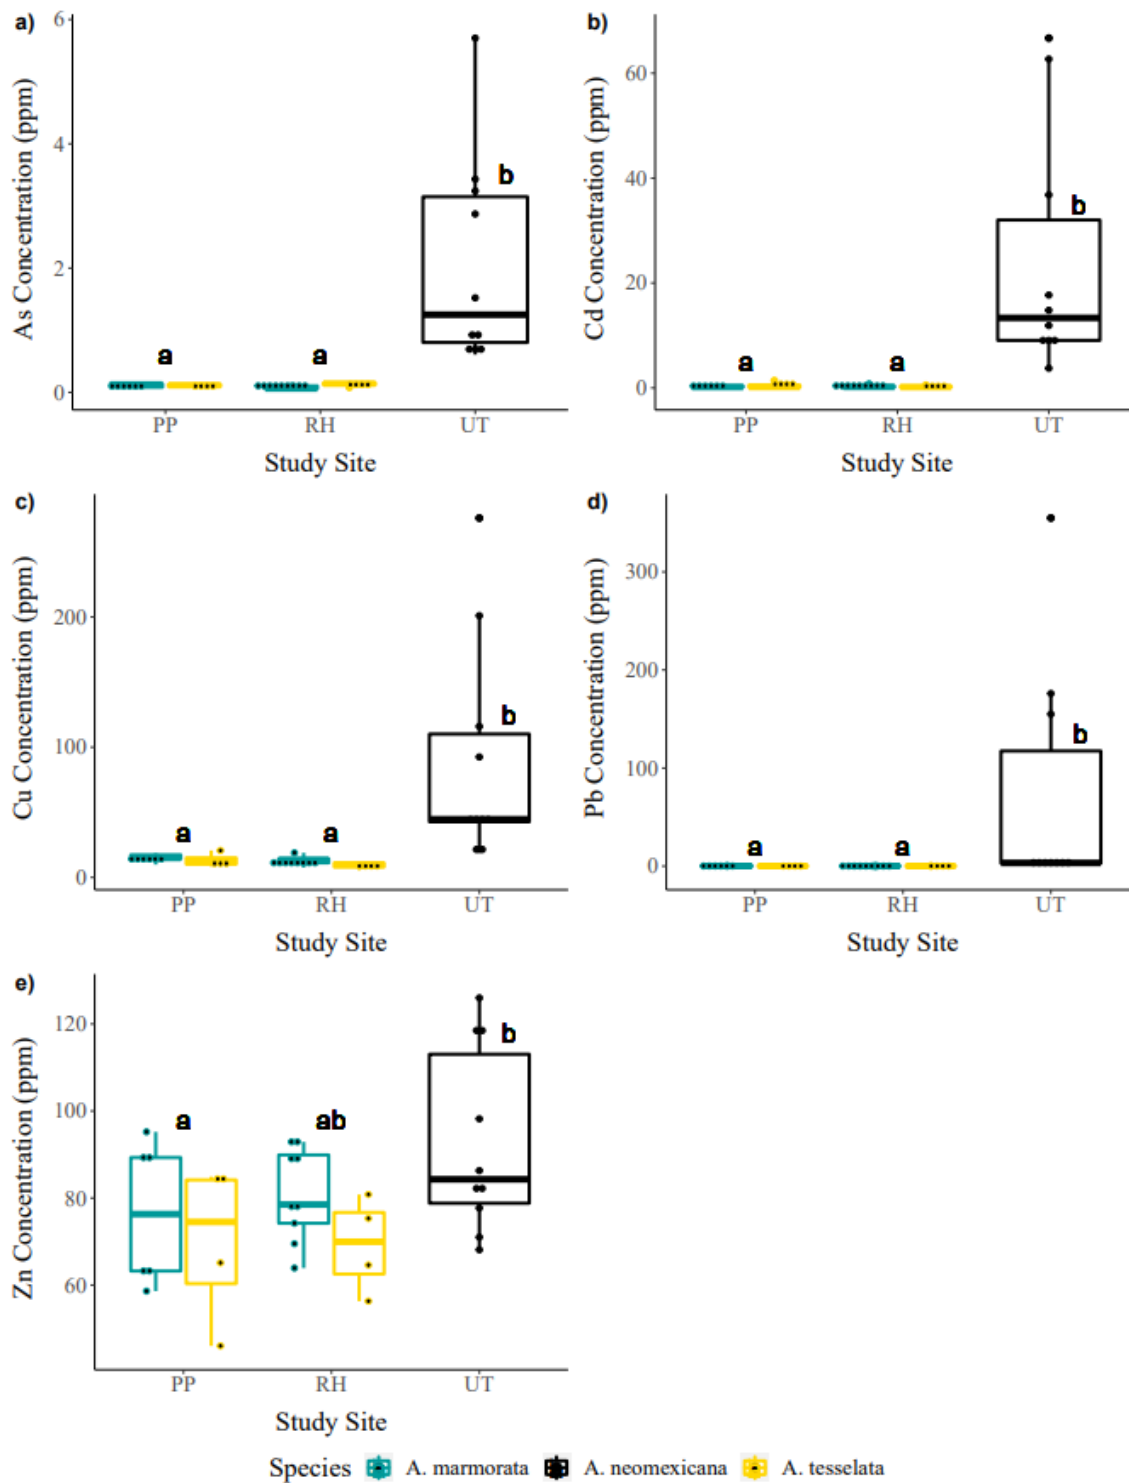 a)
As Concentration (ppm)
6
4
2
0
a
a
b
PP
RH
UT
Study Site
b)
Cd Concentration (ppm)
60
40
20
0
a
a
b
PP
RH
UT
Study Site
c)
Cu Concentration (ppm)
200
100
0
a
a
b
PP
RH
UT
Study Site
d)
Pb Concentration (ppm)
300
200
100
0
a
a
b
PP
RH
UT
Study Site
e)
Zn Concentration (ppm)
120
100
80
60
a
ab
b
PP
RH
UT
Study Site
Species A. marmorata A. neomexicana A. tesselata